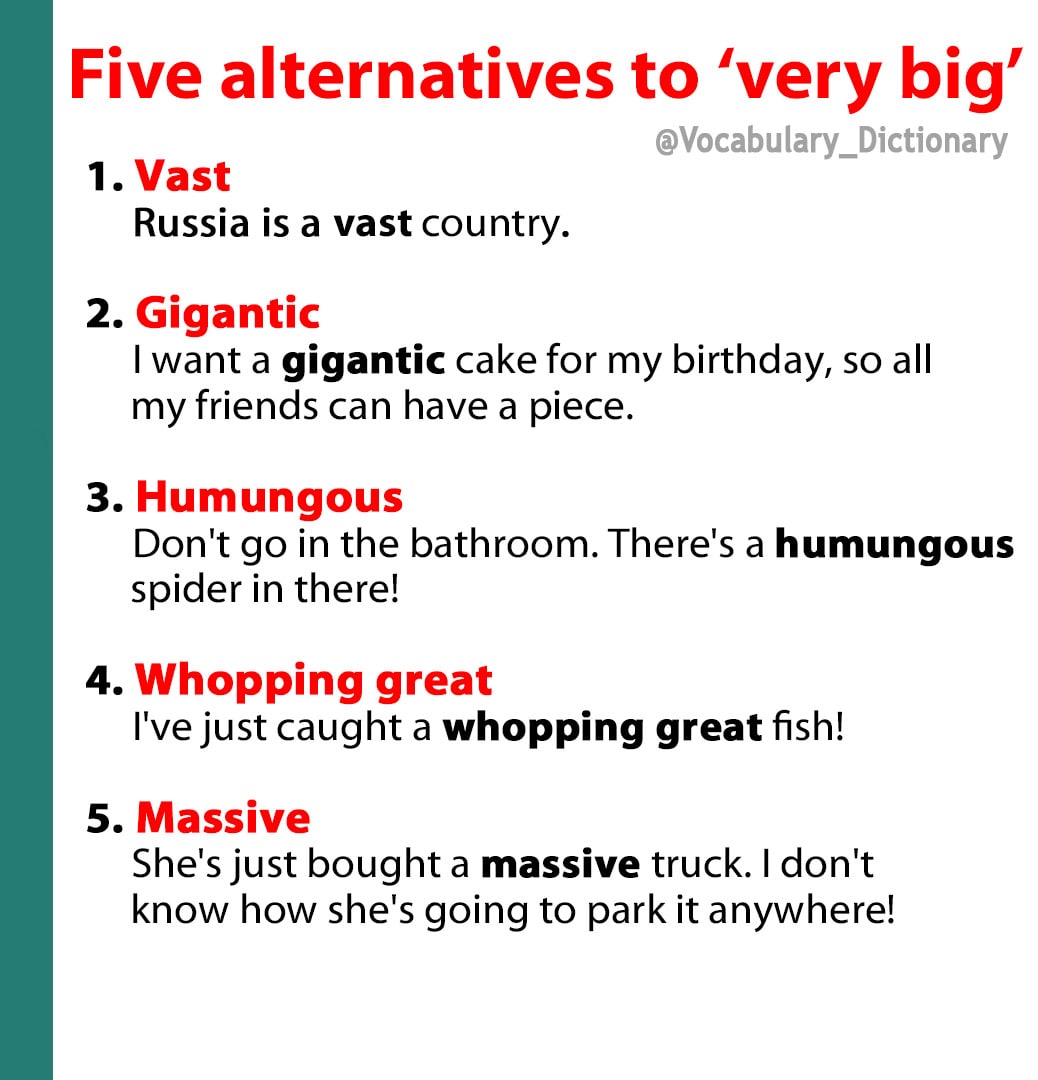 Five alternatives to ‘very big’
@Vocabulary_Dictionary
1. Vast
Russia is a vast country.
2. Gigantic
I want a gigantic cake for my birthday, so all
my friends can have a piece.
3. Humungous
Don't go in the bathroom. There's a humungous
spider in there!
4. Whopping great
I've just caught a whopping great fish!
5. Massive
She's just bought a massive truck. I don't
know how she's going to park it anywhere!